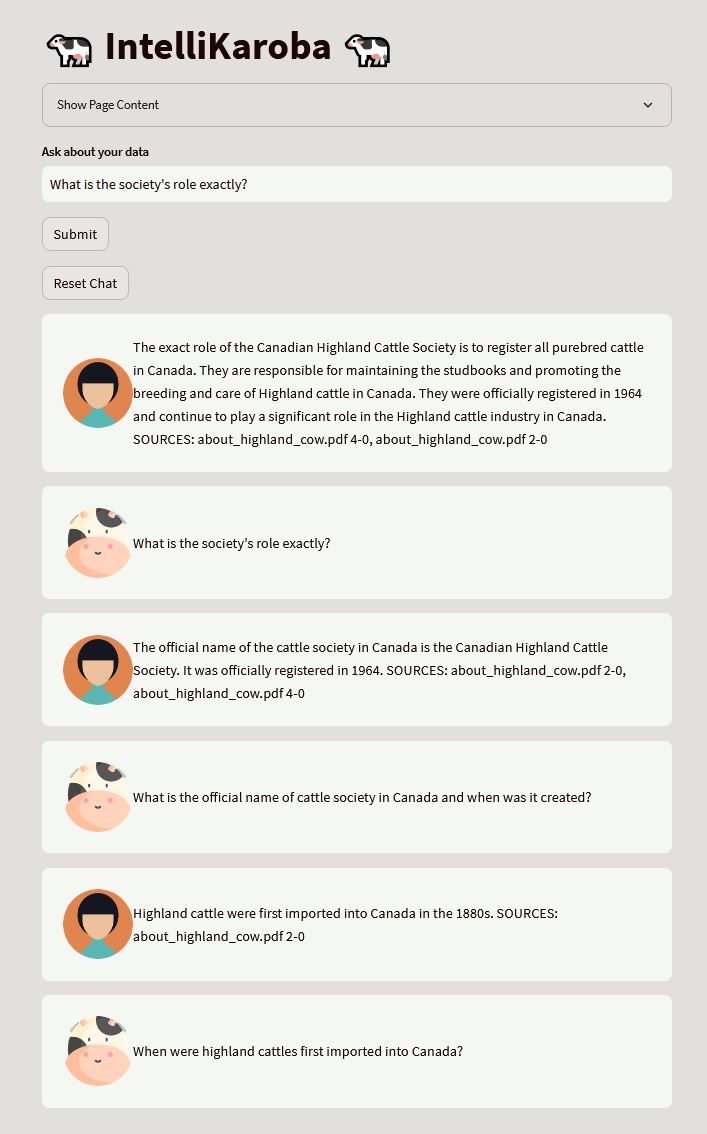 IntelliKaroba
Show Page Content
Ask about your data
What is the society's role exactly?
Submit
Reset Chat
The exact role of the Canadian Highland Cattle Society is to register all purebred cattle
in Canada. They are responsible for maintaining the studbooks and promoting the
breeding and care of Highland cattle in Canada. They were officially registered in 1964
and continue to play a significant role in the Highland cattle industry in Canada.
SOURCES: about_highland_cow.pdf 4-0, about_highland_cow.pdf 2-0
What is the society's role exactly?
The official name of the cattle society in Canada is the Canadian Highland Cattle
Society. It was officially registered in 1964. SOURCES: about_highland_cow.pdf 2-0,
about_highland_cow.pdf 4-0
What is the official name of cattle society in Canada and when was it created?
Highland cattle were first imported into Canada in the 1880s. SOURCES:
about_highland_cow.pdf 2-0
When were highland cattles first imported into Canada?